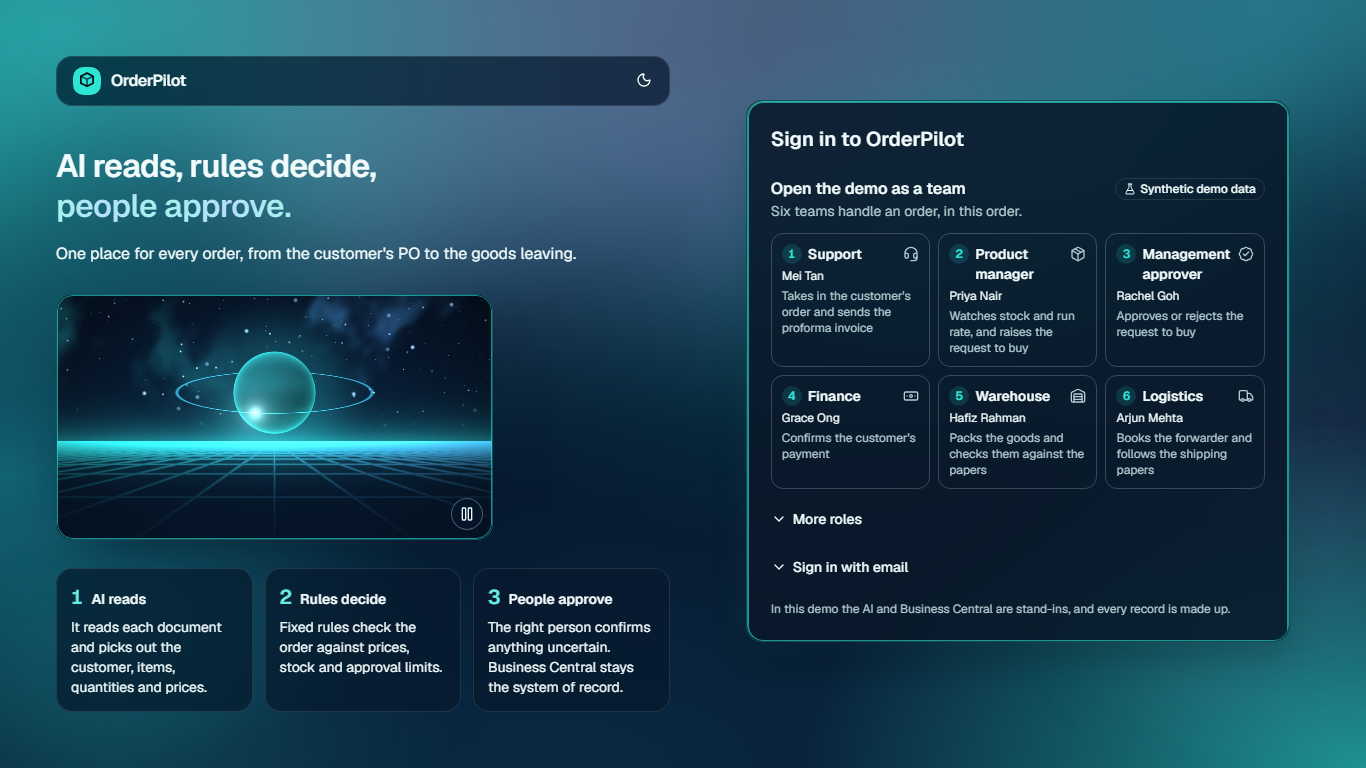 OrderPilot
AI reads, rules decide,
people approve.
One place for every order, from the customer's PO to the goods leaving.
1 AI reads
It reads each document
and picks out the
customer, items,
quantities and prices.
2 Rules decide
Fixed rules check the
order against prices,
stock and approval limits.
3 People approve
The right person confirms
anything uncertain.
Business Central stays
the system of record.
Sign in to OrderPilot
Open the demo as a team
Synthetic demo data
Six teams handle an order, in this order.
1 Support
Mei Tan
Takes in the customer's
order and sends the
proforma invoice
2 Product
manager
Priya Nair
Watches stock and run
rate, and raises the
request to buy
3 Management
approver
Rachel Goh
Approves or rejects the
request to buy
4 Finance
Grace Ong
Confirms the customer's
payment
5 Warehouse
Hafiz Rahman
Packs the goods and
checks them against the
papers
6 Logistics
Arjun Mehta
Books the forwarder and
follows the shipping
papers
More roles
Sign in with email
In this demo the AI and Business Central are stand-ins, and every record is made up.